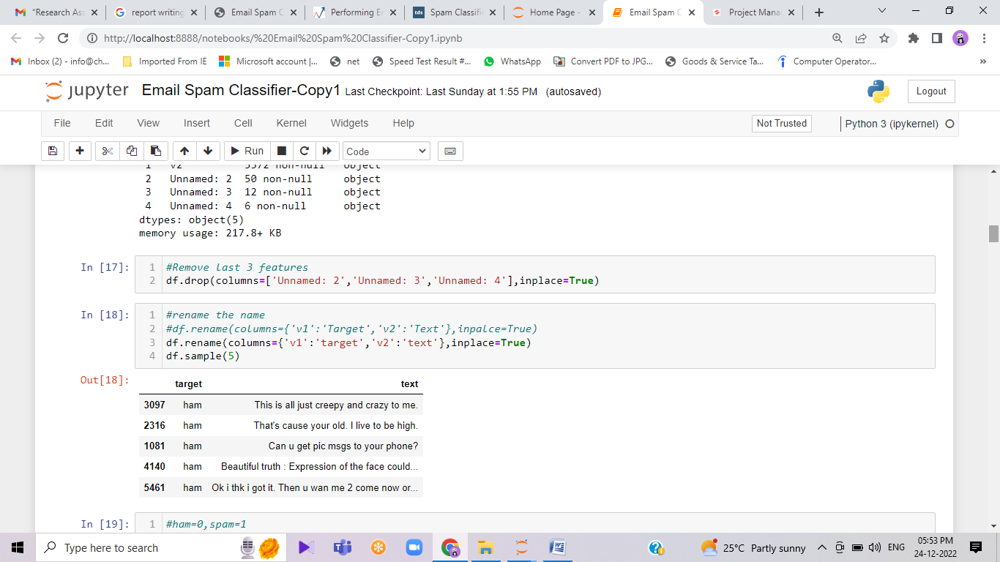 "Research Ass
report writing
Email Spam C
Performing E
tds
Spam Classifi
Home Page -
Email Spam C
Project Mana
http://localhost:8888/notebooks/%20Email%20Spam%20Classifier-Copy1.ipynb
Inbox (2) - info@ch...
Imported From IE
Microsoft account |...
net
Speed Test Result #...
WhatsApp
Convert PDF to JPG...
Goods & Service Ta...
Computer Operator...
»
jupyter Email Spam Classifier-Copy1 Last Checkpoint: Last Sunday at 1:55 PM (autosaved)
Logout
File Edit View Insert Cell Kernel Widgets Help
Not Trusted
Python 3 (ipykernel)
Run
Code
1 v2 5572 non-null object
2 Unnamed: 2 50 non-null object
3 Unnamed: 3 12 non-null object
4 Unnamed: 4 6 non-null object
dtypes: object(5)
memory usage: 217.8+ KB
In [17]:
1 #Remove last 3 features
2 df.drop(columns=['Unnamed: 2','Unnamed: 3','Unnamed: 4'],inplace=True)
In [18]:
1 #rename the name
2 #df.rename(columns={'v1':'Target','v2':'Text'},inpalce=True)
3 df.rename(columns={'v1':'target','v2':'text'},inplace=True)
4 df.sample(5)
Out[18]:
target text
3097 ham This is all just creepy and crazy to me.
2316 ham That's cause your old. I live to be high.
1081 ham Can u get pic msgs to your phone?
4140 ham Beautiful truth : Expression of the face could...
5461 ham Ok i thk i got it. Then u wan me 2 come now or...
In [19]:
1 #ham=0,spam=1
Type here to search
25°C Partly sunny
ENG
05:53 PM
24-12-2022